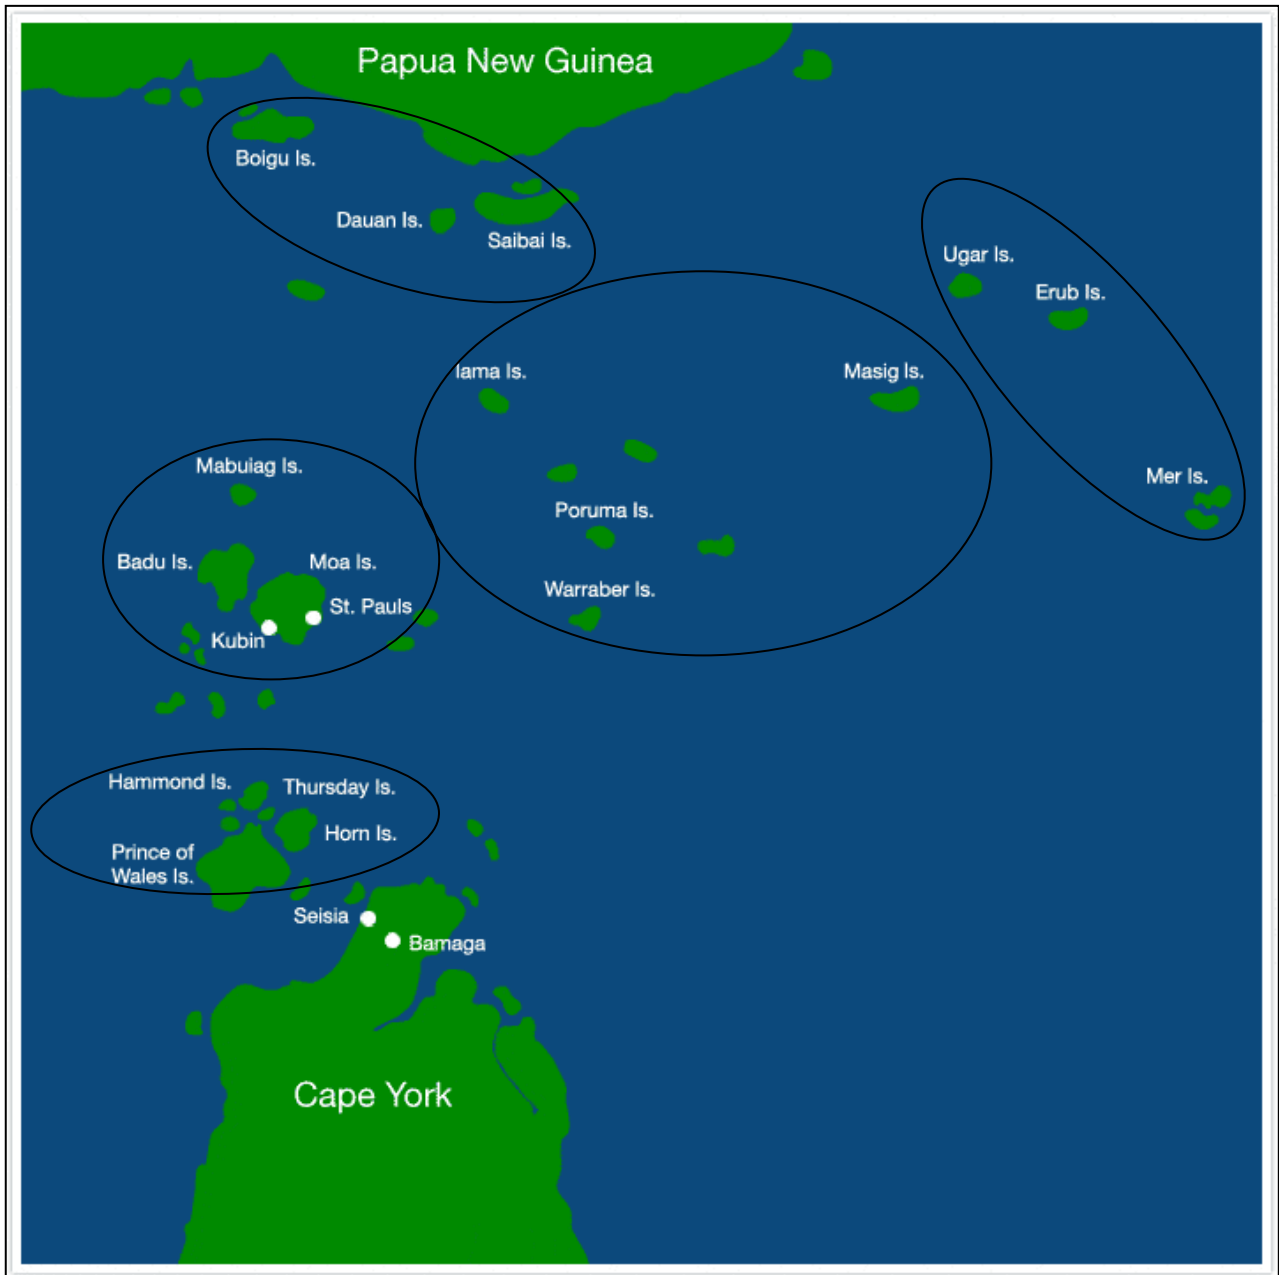 Papua New Guinea
Boigu Is.
Dauan Is.
Saibai Is.
Ugar Is.
Erub Is.
Iama Is.
Masig Is.
Mabuiag Is.
Mer Is.
Poruma Is.
Badu Is.
Moa Is.
Warraber Is.
St. Pauls
Kubin
Hammond Is.
Thursday Is.
Horn Is.
Prince of
Wales Is.
Seisia
Bamaga
Cape York